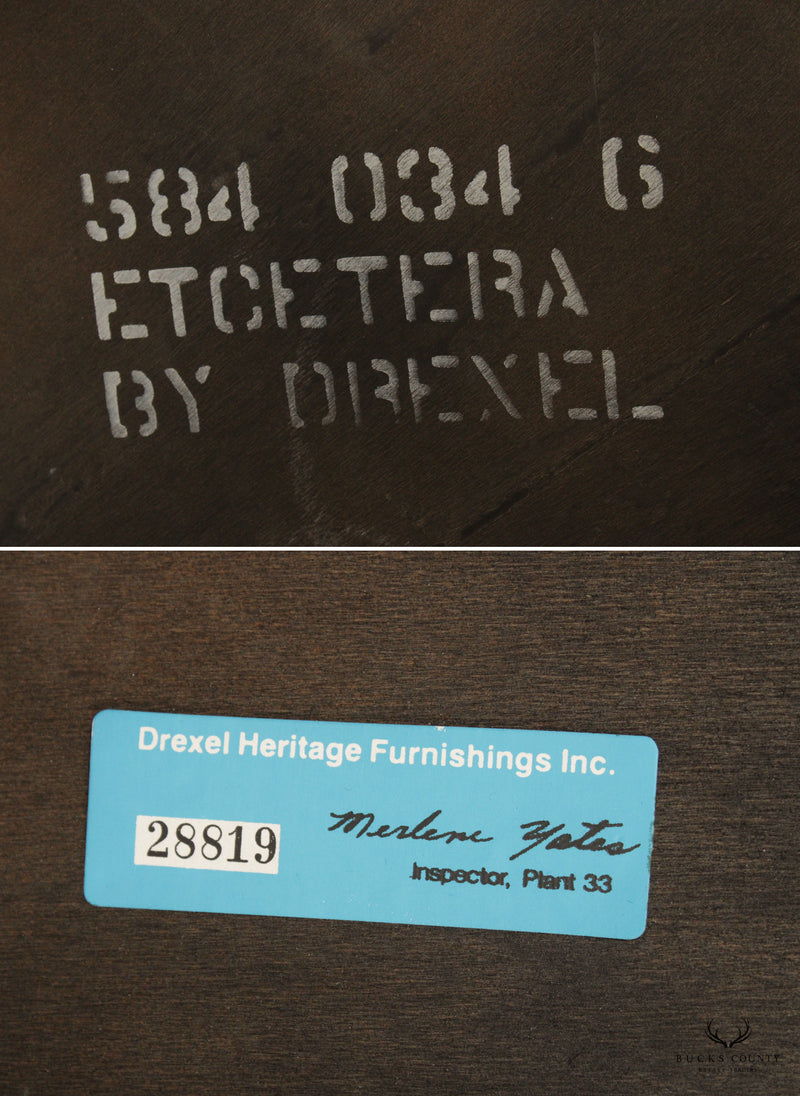 584 034 6
ETCETERA
BY DREXEL
Drexel Heritage Furnishings Inc.
28819
Merlene Yates
Inspector, Plant 33
BUCKS COUNTY